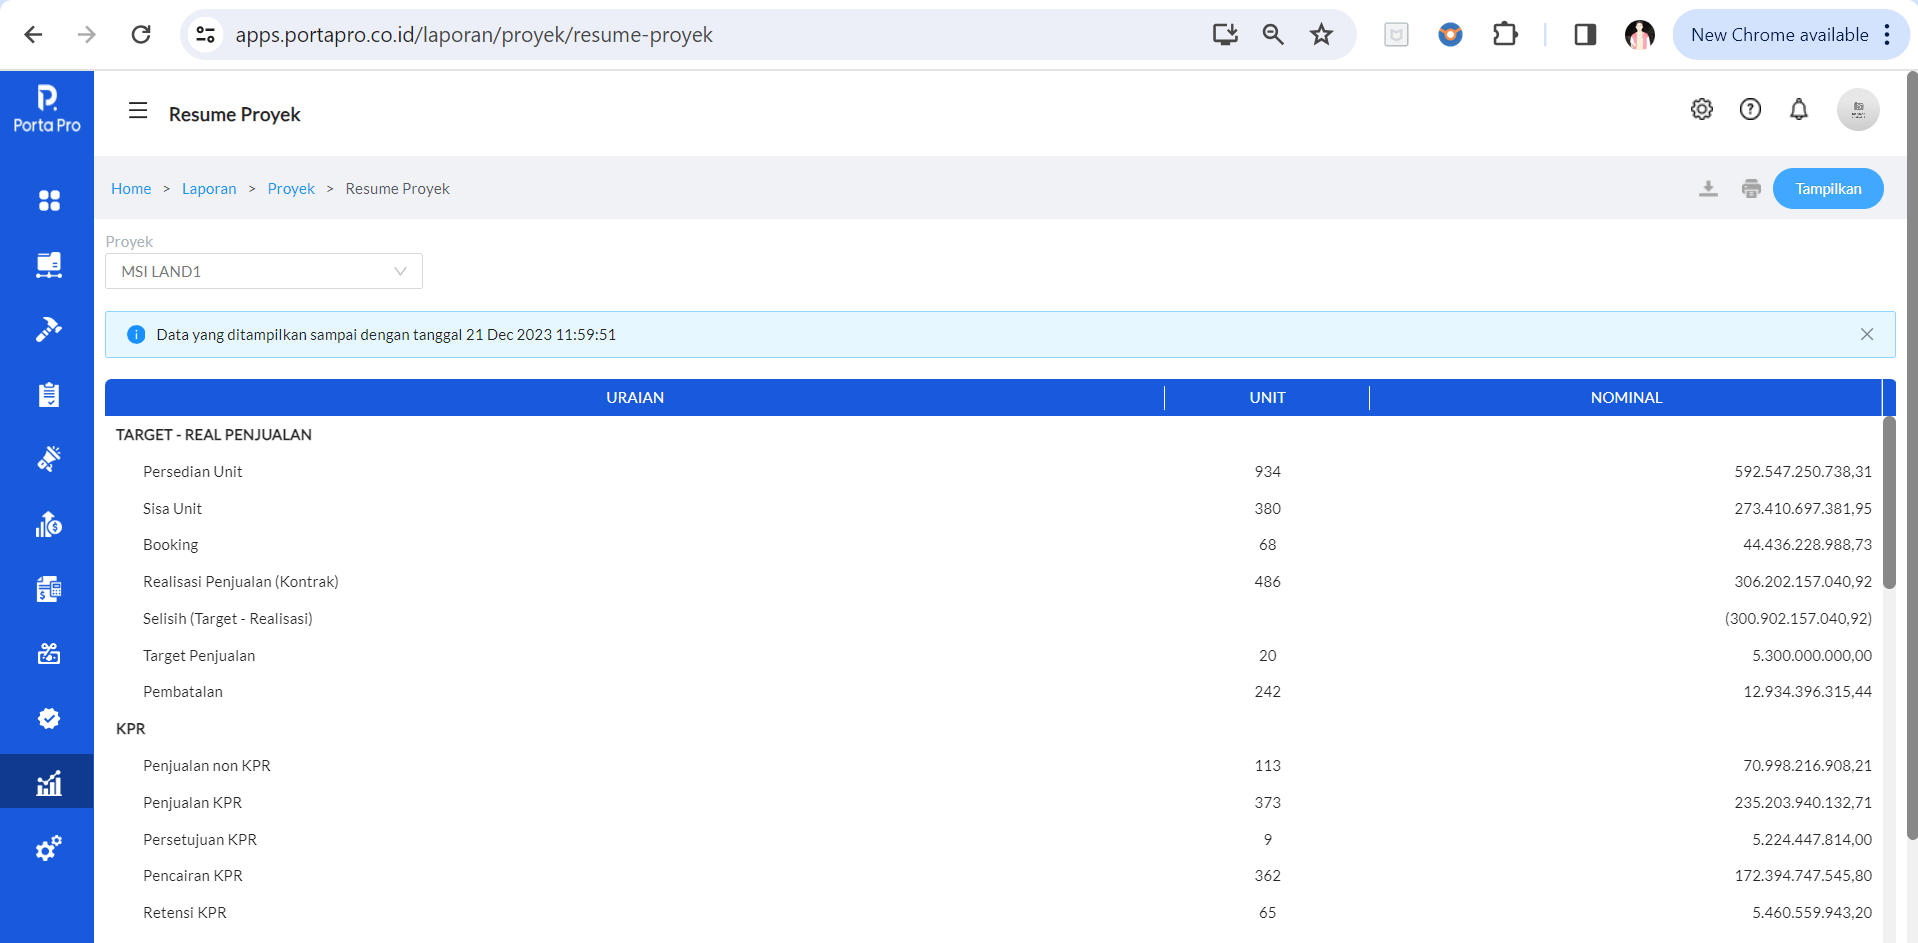 apps.portapro.co.id/laporan/proyek/resume-proyek
New Chrome available
Porta Pro
Resume Proyek
Home > Laporan > Proyek > Resume Proyek
Tampilkan
Proyek
MSI LAND1
Data yang ditampilkan sampai dengan tanggal 21 Dec 2023 11:59:51
URAIAN UNIT NOMINAL
TARGET - REAL PENJUALAN
Persedian Unit 934 592.547.250.738,31
Sisa Unit 380 273.410.697.381,95
Booking 68 44.436.228.988,73
Realisasi Penjualan (Kontrak) 486 306.202.157.040,92
Selisih (Target - Realisasi) (300.902.157.040,92)
Target Penjualan 20 5.300.000.000,00
Pembatalan 242 12.934.396.315,44
KPR
Penjualan non KPR 113 70.998.216.908,21
Penjualan KPR 373 235.203.940.132,71
Persetujuan KPR 9 5.224.447.814,00
Pencairan KPR 362 172.394.747.545,80
Retensi KPR 65 5.460.559.943,20